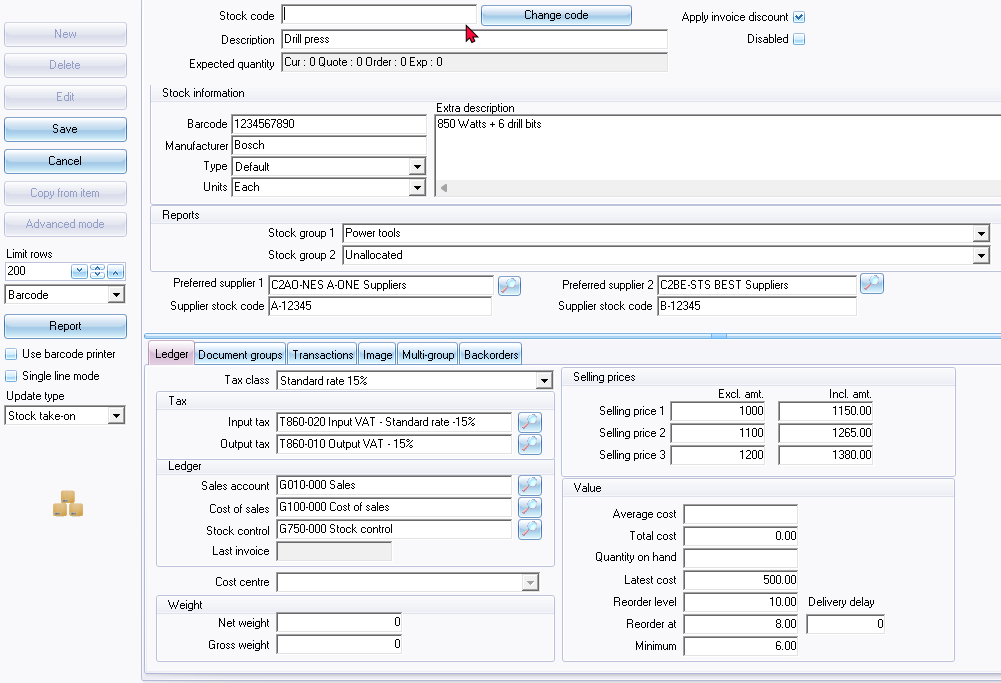 New
Delete
Edit
Save
Cancel
Copy from item
Advanced mode
Limit rows
200
Barcode
Report
Use barcode printer
Single line mode
Update type
Stock take-on
Stock code
Change code
Apply invoice discount
Description Drill press
Disabled
Expected quantity Cur : 0 Quote : 0 Order : 0 Exp : 0
Stock information
Extra description
Barcode 1234567890
850 Watts + 6 drill bits
Manufacturer Bosch
Type Default
Units Each
Reports
Stock group 1 Power tools
Stock group 2 Unallocated
Preferred supplier 1 C2AO-NES A-ONE Suppliers
Preferred supplier 2 C2BE-STS BEST Suppliers
Supplier stock code A-12345
Supplier stock code B-12345
Ledger Document groups Transactions Image Multi-group Backorders
Tax class Standard rate 15%
Tax
Input tax T860-020 Input VAT - Standard rate -15%
Output tax T860-010 Output VAT - 15%
Ledger
Sales account G010-000 Sales
Cost of sales G100-000 Cost of sales
Stock control G750-000 Stock control
Last invoice
Cost centre
Weight
Net weight 0
Gross weight 0
Selling prices
Excl. amt. Incl. amt.
Selling price 1 1000 1150.00
Selling price 2 1100 1265.00
Selling price 3 1200 1380.00
Value
Average cost
Total cost 0.00
Quantity on hand
Latest cost 500.00
Reorder level 10.00 Delivery delay
Reorder at 8.00 0
Minimum 6.00